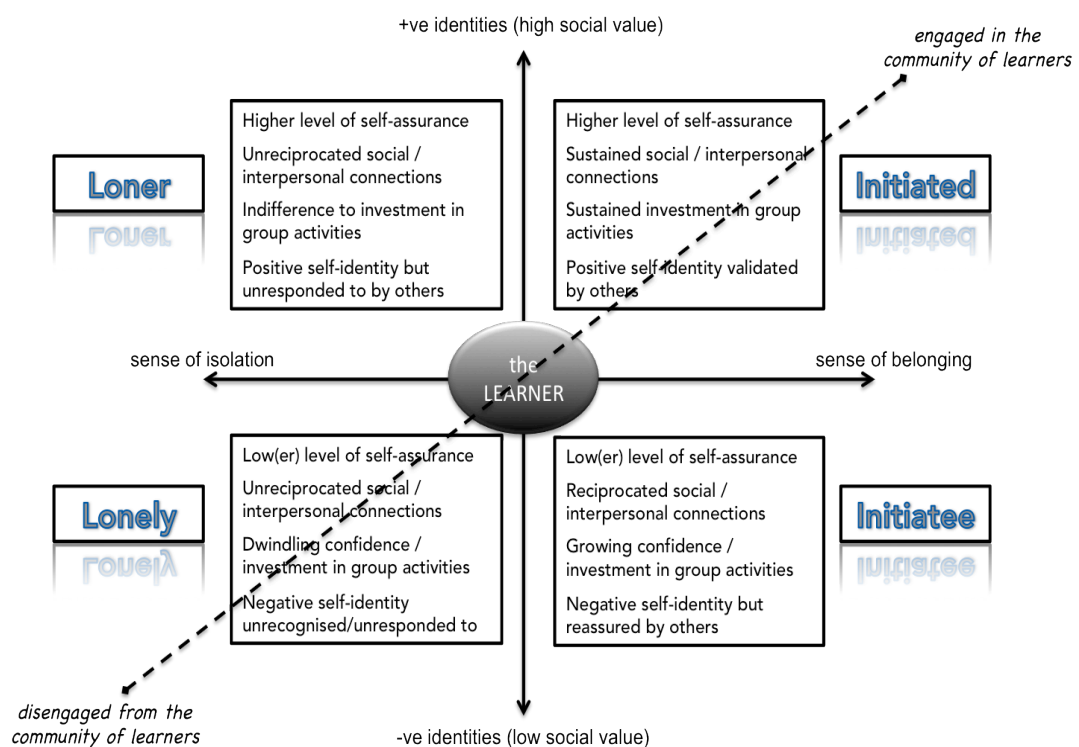 +ve identities (high social value)
engaged in the
community of learners
Loner
Higher level of self-assurance
Unreciprocated social /
interpersonal connections
Indifference to investment in
group activities
Positive self-identity but
unresponded to by others
Higher level of self-assurance
Sustained social / interpersonal
connections
Sustained investment in group
activities
Positive self-identity validated
by others
Initiated
sense of isolation
the
LEARNER
sense of belonging
Lonely
Low(er) level of self-assurance
Unreciprocated social /
interpersonal connections
Dwindling confidence /
investment in group activities
Negative self-identity
unrecognised/unresponded to
Low(er) level of self-assurance
Reciprocated social /
interpersonal connections
Growing confidence /
investment in group activities
Negative self-identity but
reassured by others
Initiatee
disengaged from the
community of learners
-ve identities (low social value)